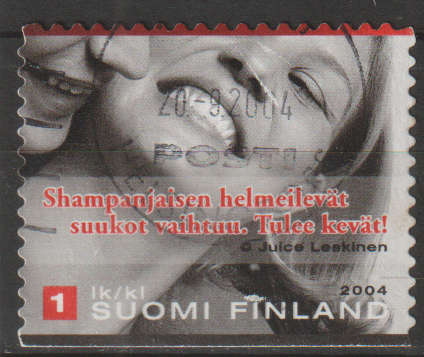 20.-9.2004
POSTI
Shampanjaisen helmeilevät
suukot vaihtuu. Tulee kevät!
© Juice Leskinen
1 lk/kl 2004
SUOMI FINLAND